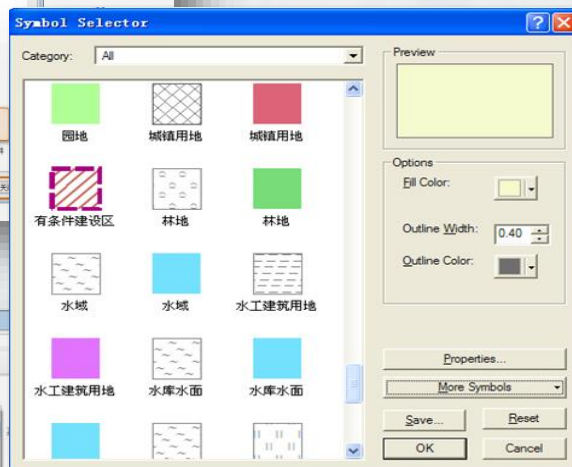 Symbol Selector
Category: All
Preview
园地 城镇用地 城镇用地
Options
Fill Color:
有条件建设区 林地 林地
Outline Width: 0.40
Outline Color:
水域 水域 水工建筑用地
水工建筑用地 水库水面 水库水面
Properties...
More Symbols
Save... Reset
OK Cancel